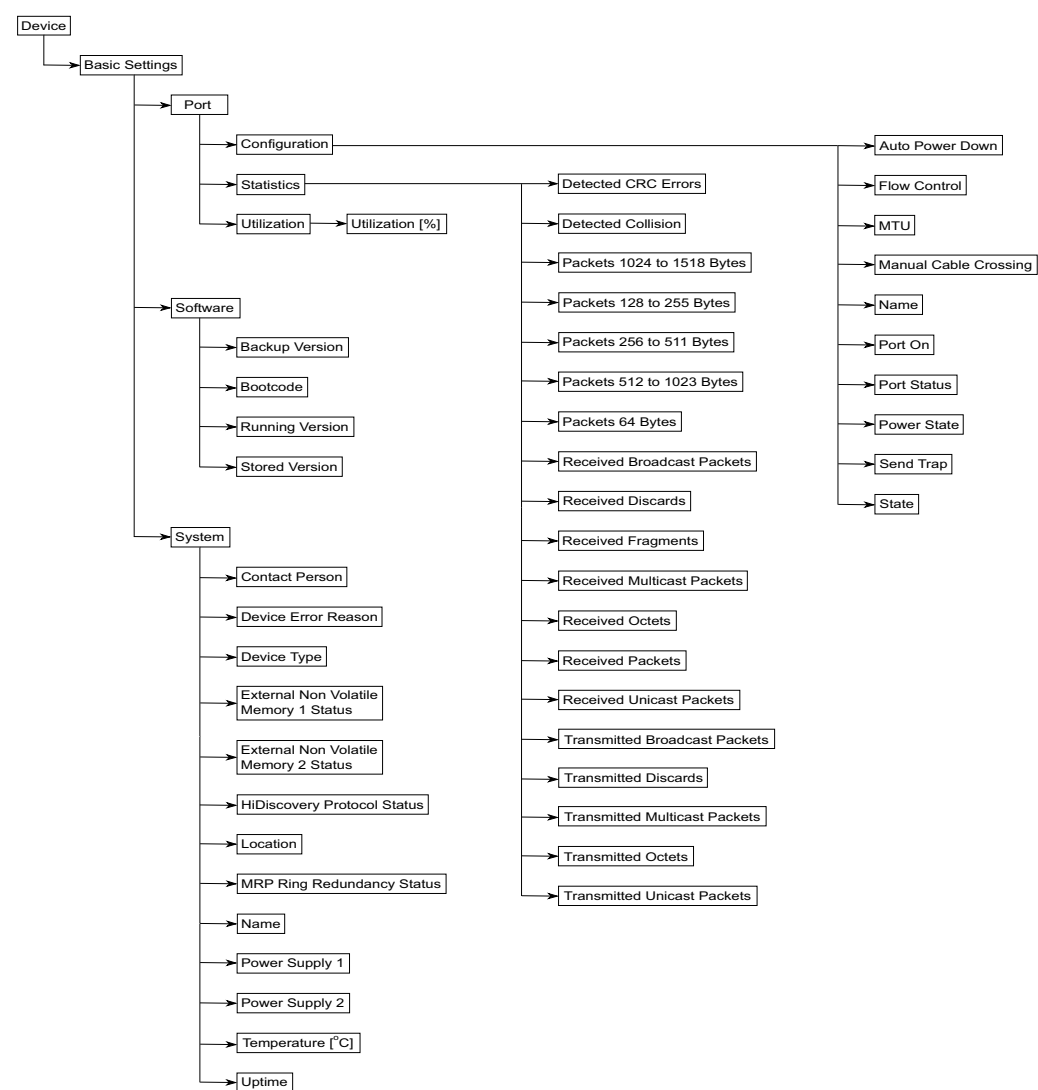 Device
Basic Settings
Port
Configuration
Statistics
Utilization
Utilization [%]
Software
Backup Version
Bootcode
Running Version
Stored Version
System
Contact Person
Device Error Reason
Device Type
External Non Volatile
Memory 1 Status
External Non Volatile
Memory 2 Status
HiDiscovery Protocol Status
Location
MRP Ring Redundancy Status
Name
Power Supply 1
Power Supply 2
Temperature [°C]
Uptime
Detected CRC Errors
Detected Collision
Packets 1024 to 1518 Bytes
Packets 128 to 255 Bytes
Packets 256 to 511 Bytes
Packets 512 to 1023 Bytes
Packets 64 Bytes
Received Broadcast Packets
Received Discards
Received Fragments
Received Multicast Packets
Received Octets
Received Packets
Received Unicast Packets
Transmitted Broadcast Packets
Transmitted Discards
Transmitted Multicast Packets
Transmitted Octets
Transmitted Unicast Packets
Auto Power Down
Flow Control
MTU
Manual Cable Crossing
Name
Port On
Port Status
Power State
Send Trap
State